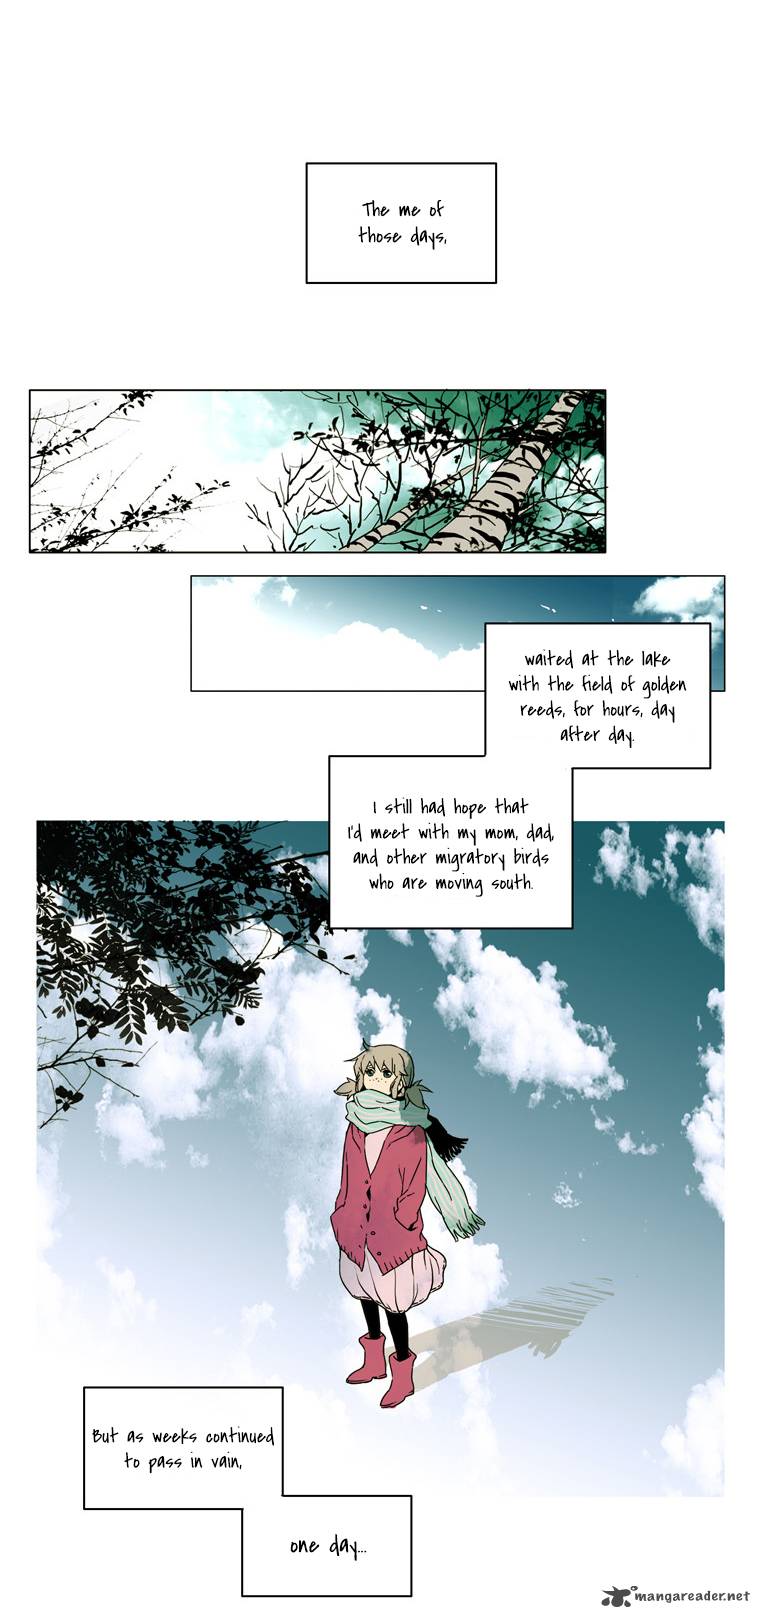 The me of
those days,
waited at the lake
with the field of golden
reeds, for hours, day
after day.
I still had hope that
I'd meet with my mom, dad,
and other migratory birds
who are moving south.
But as weeks continued
to pass in vain,
one day...
mangareader.net